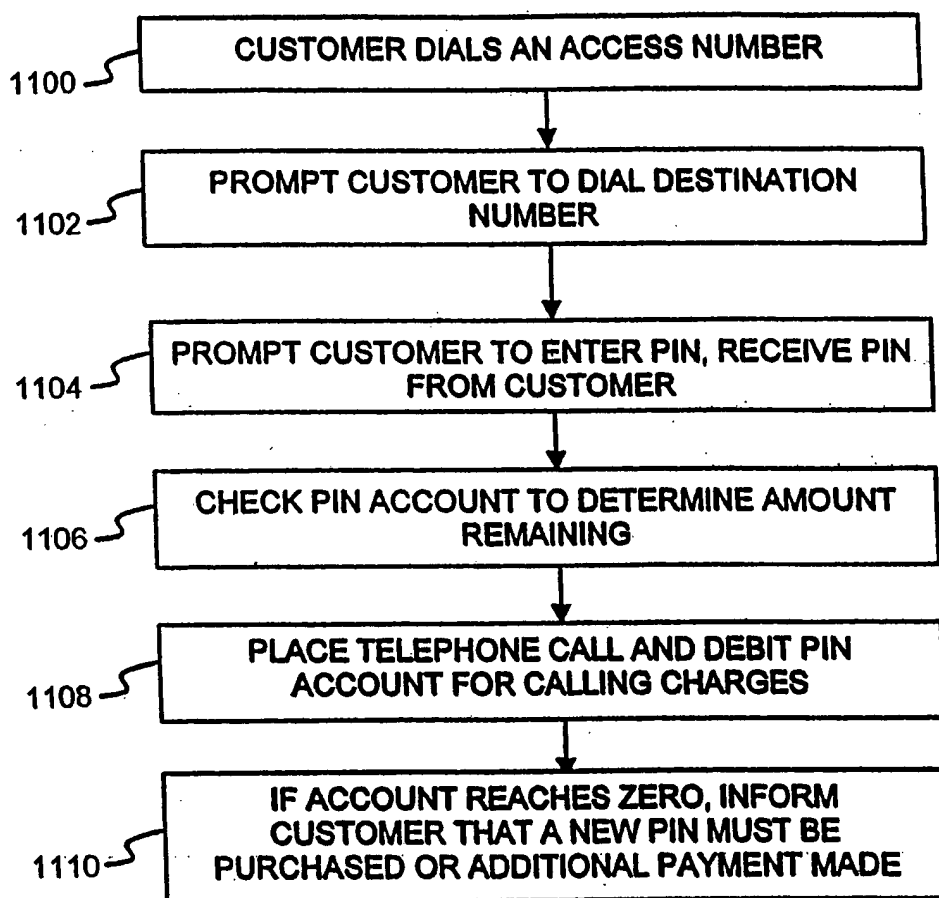 CUSTOMER DIALS AN ACCESS NUMBER
1100
PROMPT CUSTOMER TO DIAL DESTINATION
NUMBER
1102
PROMPT CUSTOMER TO ENTER PIN, RECEIVE PIN
FROM CUSTOMER
1104
CHECK PIN ACCOUNT TO DETERMINE AMOUNT
REMAINING
1106
PLACE TELEPHONE CALL AND DEBIT PIN
ACCOUNT FOR CALLING CHARGES
1108
IF ACCOUNT REACHES ZERO, INFORM
CUSTOMER THAT A NEW PIN MUST BE
PURCHASED OR ADDITIONAL PAYMENT MADE
1110